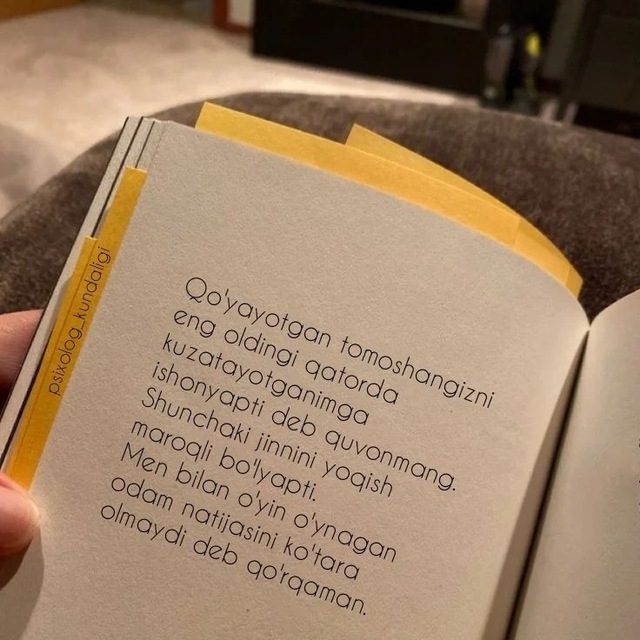 Qo'yayotgan tomoshangizni
eng oldingi qatorda
kuzatayotganimga
ishonyapti deb quvonmang.
Shunchaki jinnini yoqish
maroqli bo'lyapti.
Men bilan o'yin o'ynagan
odam natijasini ko'tara
olmaydi deb qo'rqaman.
psixolog_kundaligi